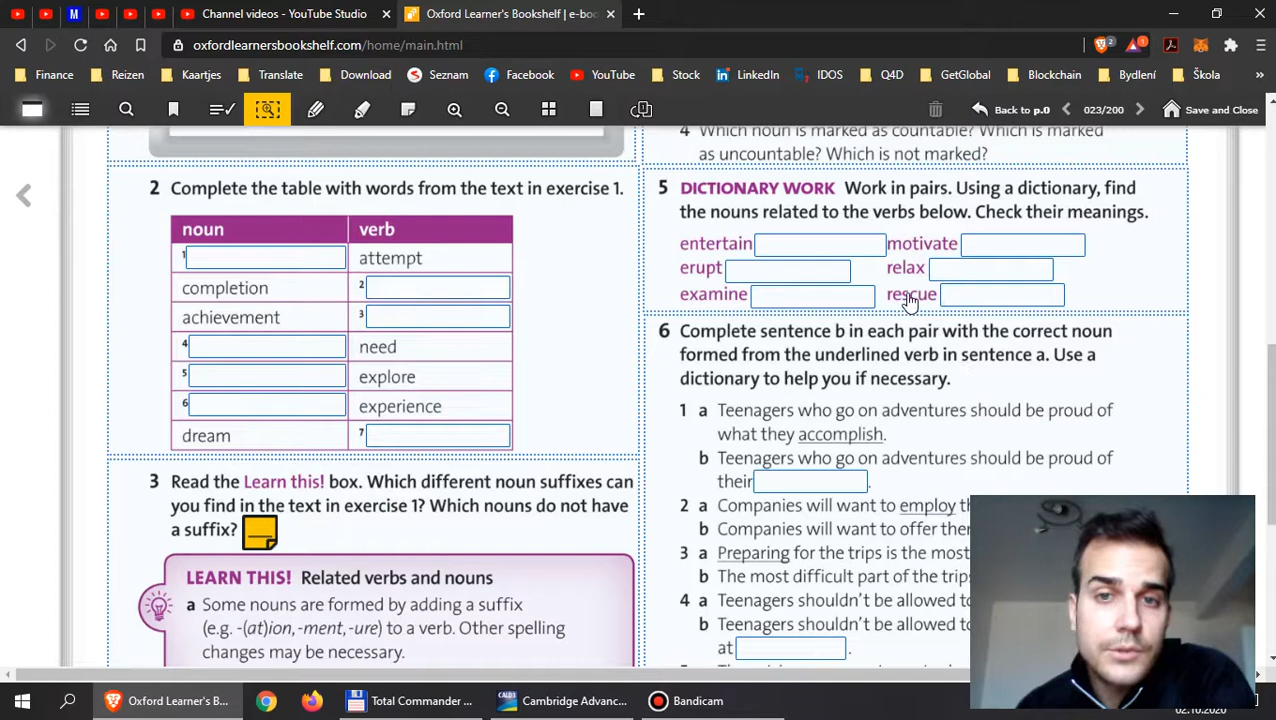 Channel videos - YouTube Studio
Oxford Learner's Bookshelf | e-boo
oxfordlearnersbookshelf.com/home/main.html
2
1
Finance
Reizen
Kaartjes
Translate
Download
Seznam
Facebook
YouTube
Stock
LinkedIn
IDOS
Q4D
GetGlobal
Blockchain
Bydlení
Škola
»
Back to p.0
023/200
Save and Close
4 Which noun is marked as countable? Which is marked
as uncountable? Which is not marked?
2 Complete the table with words from the text in exercise 1.
noun verb
1 attempt
completion 2
achievement 3
4 need
5 explore
6 experience
dream 7
3 Read the Learn this! box. Which different noun suffixes can
you find in the text in exercise 1? Which nouns do not have
a suffix?
LEARN THIS! Related verbs and nouns
a Some nouns are formed by adding a suffix
(e.g. -(at)ion, -ment, -ure) to a verb. Other spelling
changes may be necessary.
5 DICTIONARY WORK Work in pairs. Using a dictionary, find
the nouns related to the verbs below. Check their meanings.
entertain motivate
erupt relax
examine rescue
6 Complete sentence b in each pair with the correct noun
formed from the underlined verb in sentence a. Use a
dictionary to help you if necessary.
1 a Teenagers who go on adventures should be proud of
what they accomplish.
b Teenagers who go on adventures should be proud of
their .
2 a Companies will want to employ th
b Companies will want to offer ther
3 a Preparing for the trips is the most
b The most difficult part of the trips
4 a Teenagers shouldn't be allowed to
b Teenagers shouldn't be allowed to
at .
Oxford Learner's B...
Total Commander ...
Cambridge Advanc...
Bandicam
02.10.2020